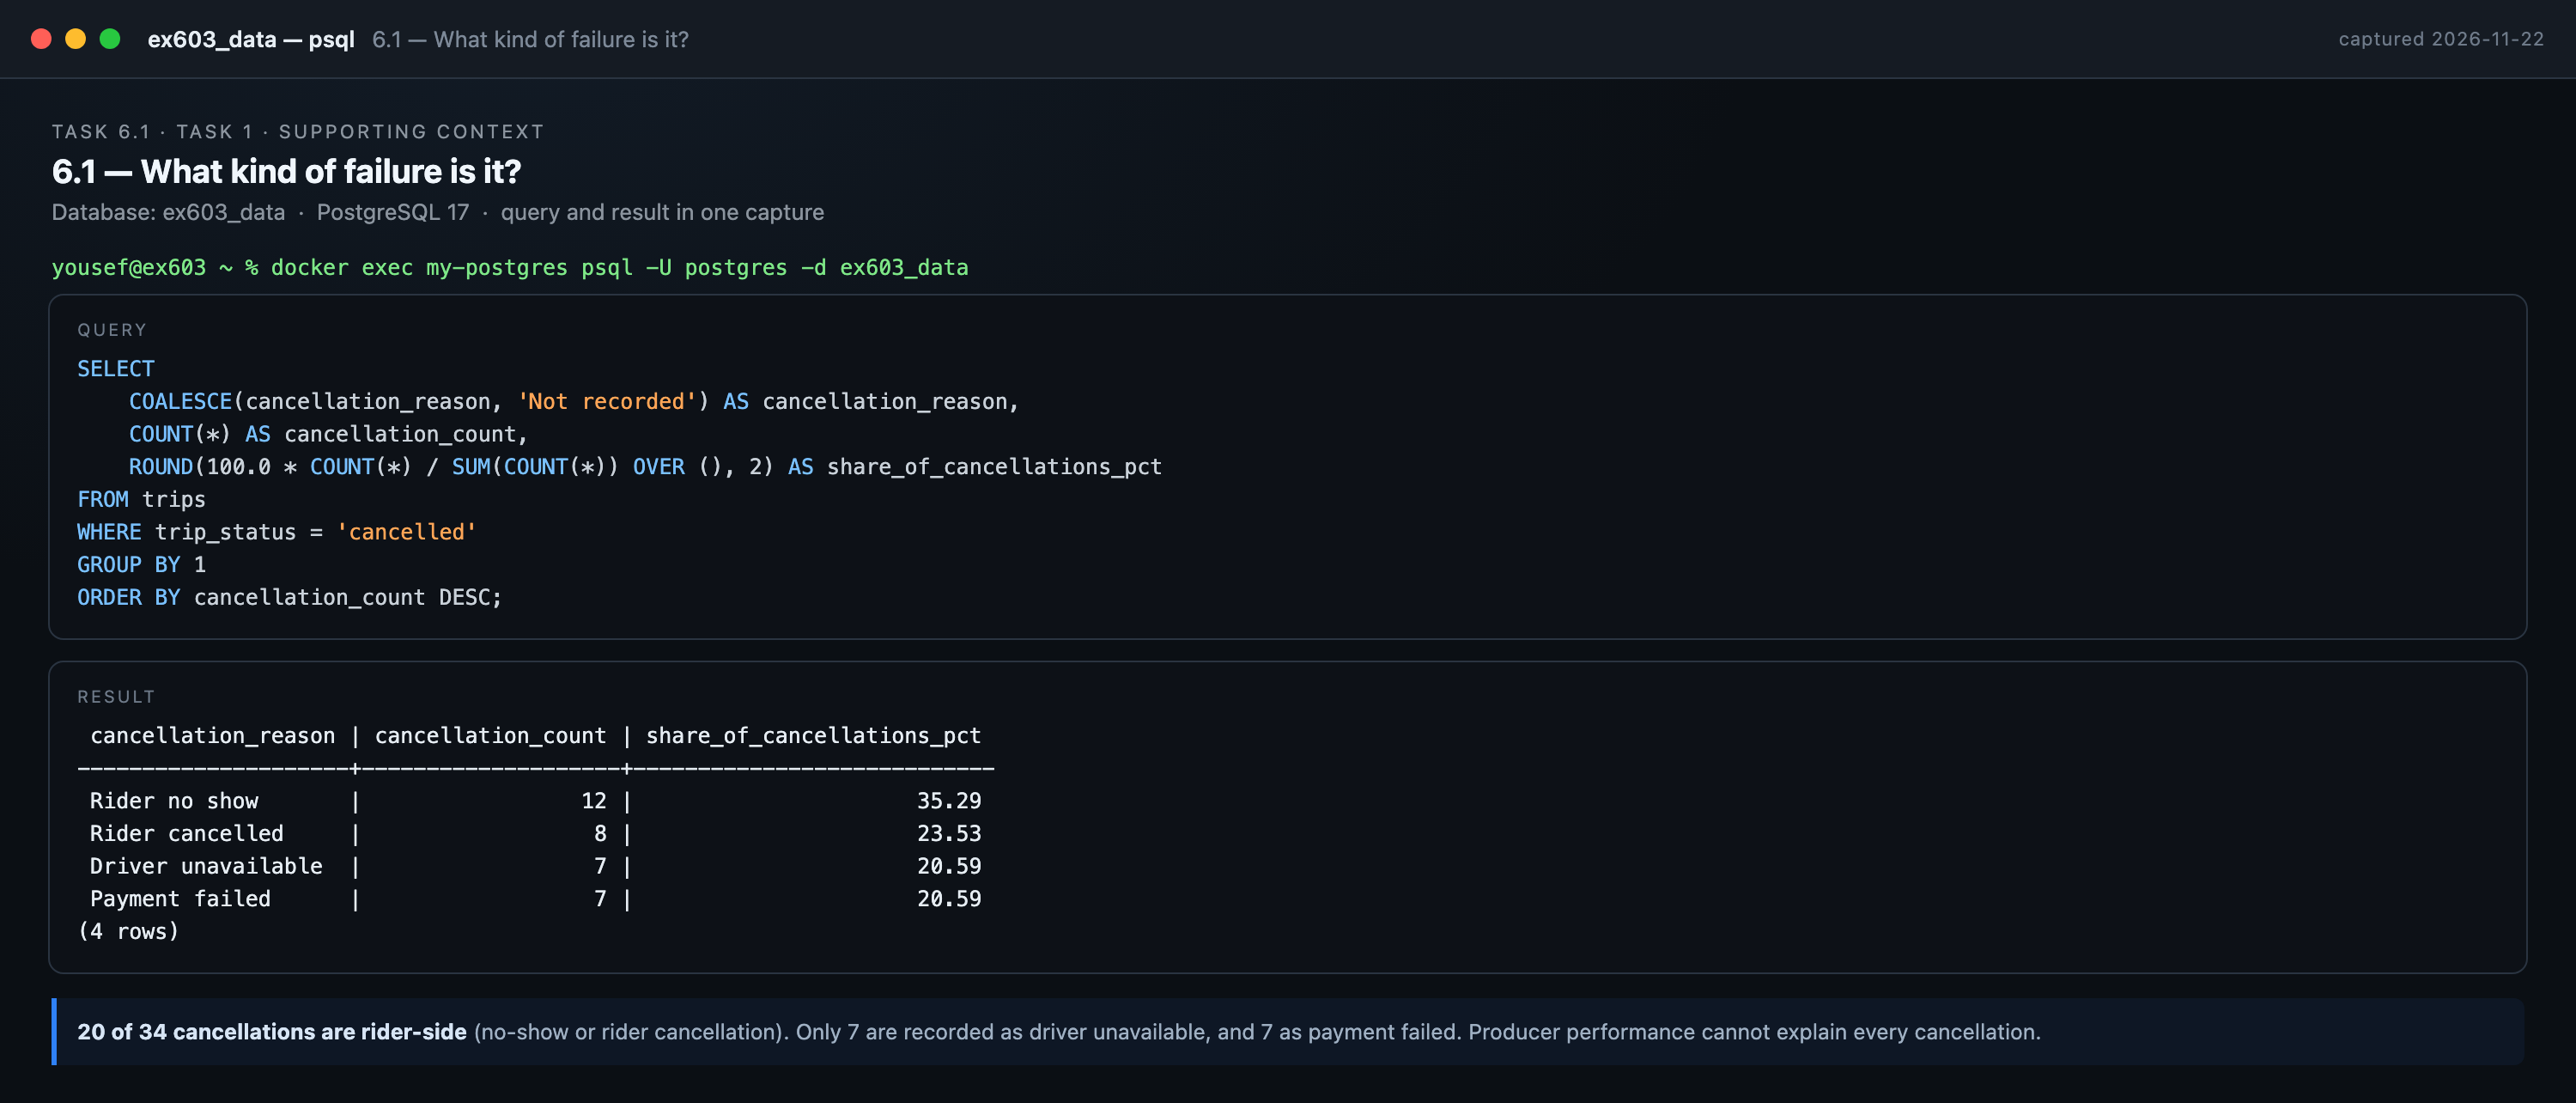 ex603_data — psql 6.1 — What kind of failure is it? captured 2026-11-22
TASK 6.1 · TASK 1 · SUPPORTING CONTEXT
6.1 — What kind of failure is it?
Database: ex603_data · PostgreSQL 17 · query and result in one capture
yousef@ex603 ~ % docker exec my-postgres psql -U postgres -d ex603_data
QUERY
SELECT
    COALESCE(cancellation_reason, 'Not recorded') AS cancellation_reason,
    COUNT(*) AS cancellation_count,
    ROUND(100.0 * COUNT(*) / SUM(COUNT(*)) OVER (), 2) AS share_of_cancellations_pct
FROM trips
WHERE trip_status = 'cancelled'
GROUP BY 1
ORDER BY cancellation_count DESC;
RESULT
 cancellation_reason | cancellation_count | share_of_cancellations_pct
---------------------+--------------------+----------------------------
 Rider no show       |                 12 |                      35.29
 Rider cancelled     |                  8 |                      23.53
 Driver unavailable  |                  7 |                      20.59
 Payment failed      |                  7 |                      20.59
(4 rows)
20 of 34 cancellations are rider-side (no-show or rider cancellation). Only 7 are recorded as driver unavailable, and 7 as payment failed. Producer performance cannot explain every cancellation.